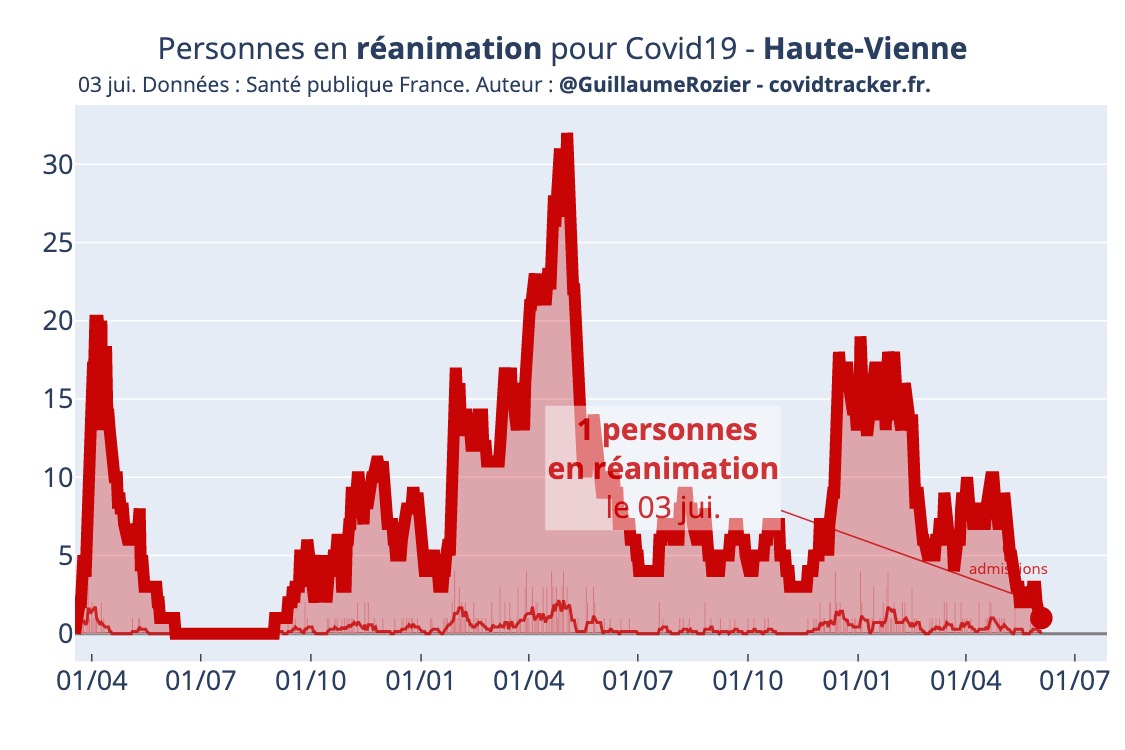 Personnes en réanimation pour Covid19 - Haute-Vienne
03 jui. Données : Santé publique France. Auteur : @GuillaumeRozier - covidtracker.fr.
30
25
20
15
10
5
0
1 personnes
en réanimation
le 03 jui.
admissions
01/04 01/07 01/10 01/01 01/04 01/07 01/10 01/01 01/04 01/07